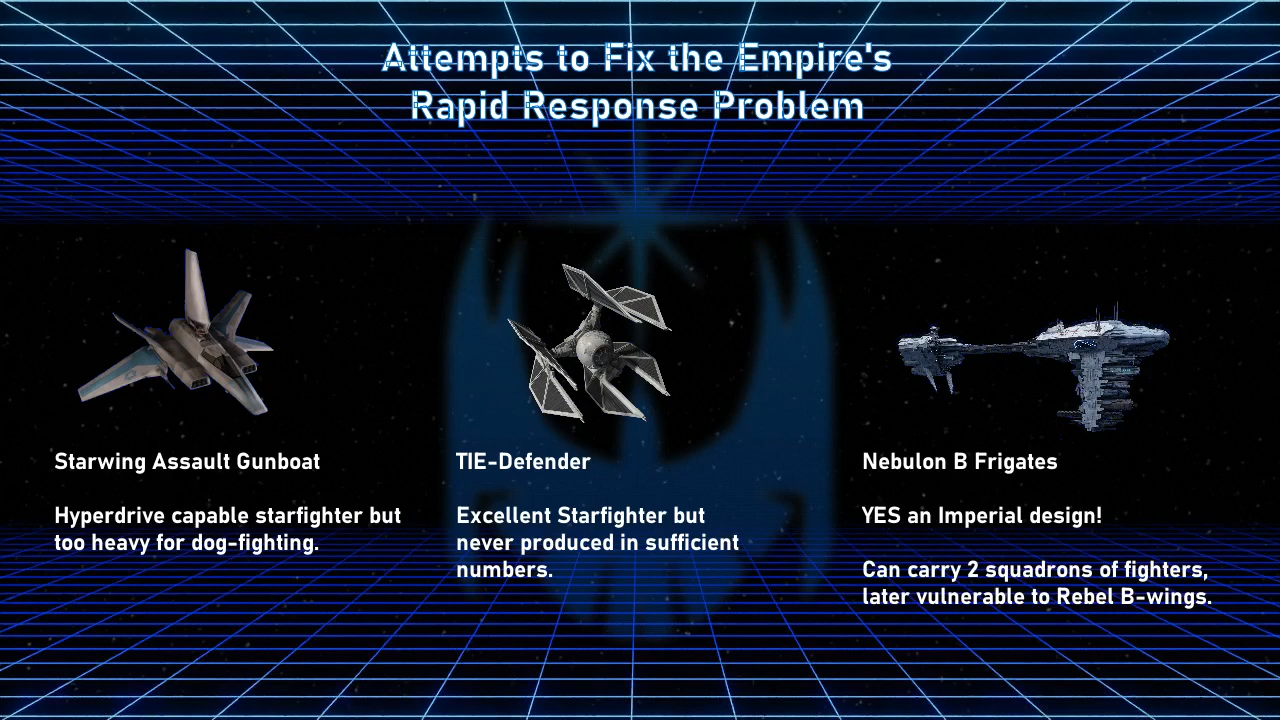 Attempts to Fix the Empire's
Rapid Response Problem
Starwing Assault Gunboat
Hyperdrive capable starfighter but
too heavy for dog-fighting.
TIE-Defender
Excellent Starfighter but
never produced in sufficient
numbers.
Nebulon B Frigates
YES an Imperial design!
Can carry 2 squadrons of fighters,
later vulnerable to Rebel B-wings.